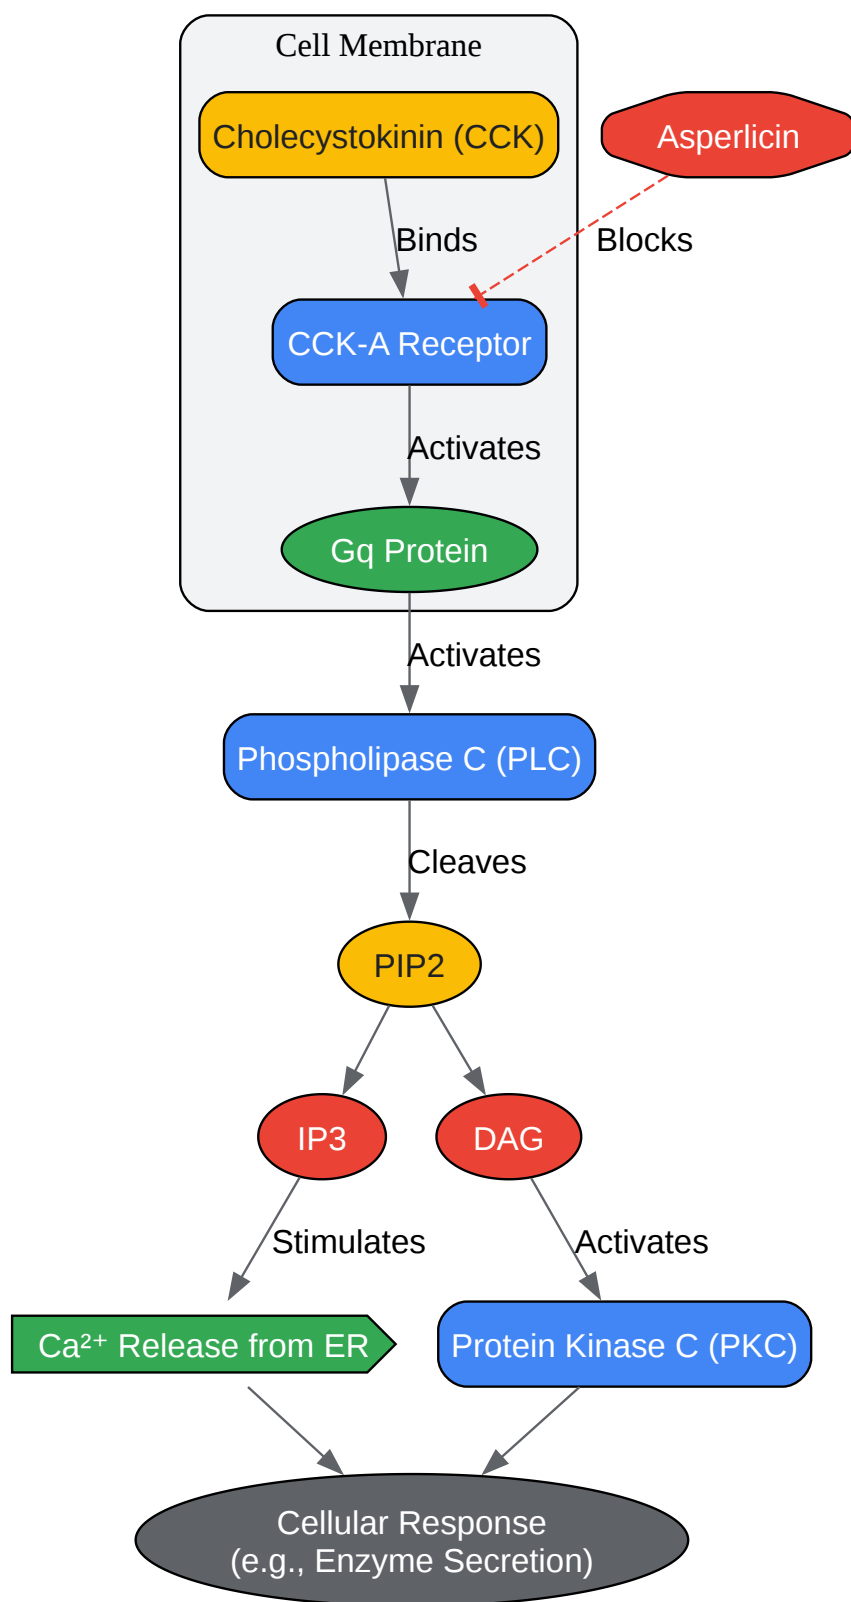 Cell Membrane
Cholecystokinin (CCK)
Asperlicin
Binds
Blocks
CCK-A Receptor
Activates
Gq Protein
Activates
Phospholipase C (PLC)
Cleaves
PIP2
IP3
DAG
Stimulates
Activates
Ca²⁺ Release from ER
Protein Kinase C (PKC)
Cellular Response
(e.g., Enzyme Secretion)